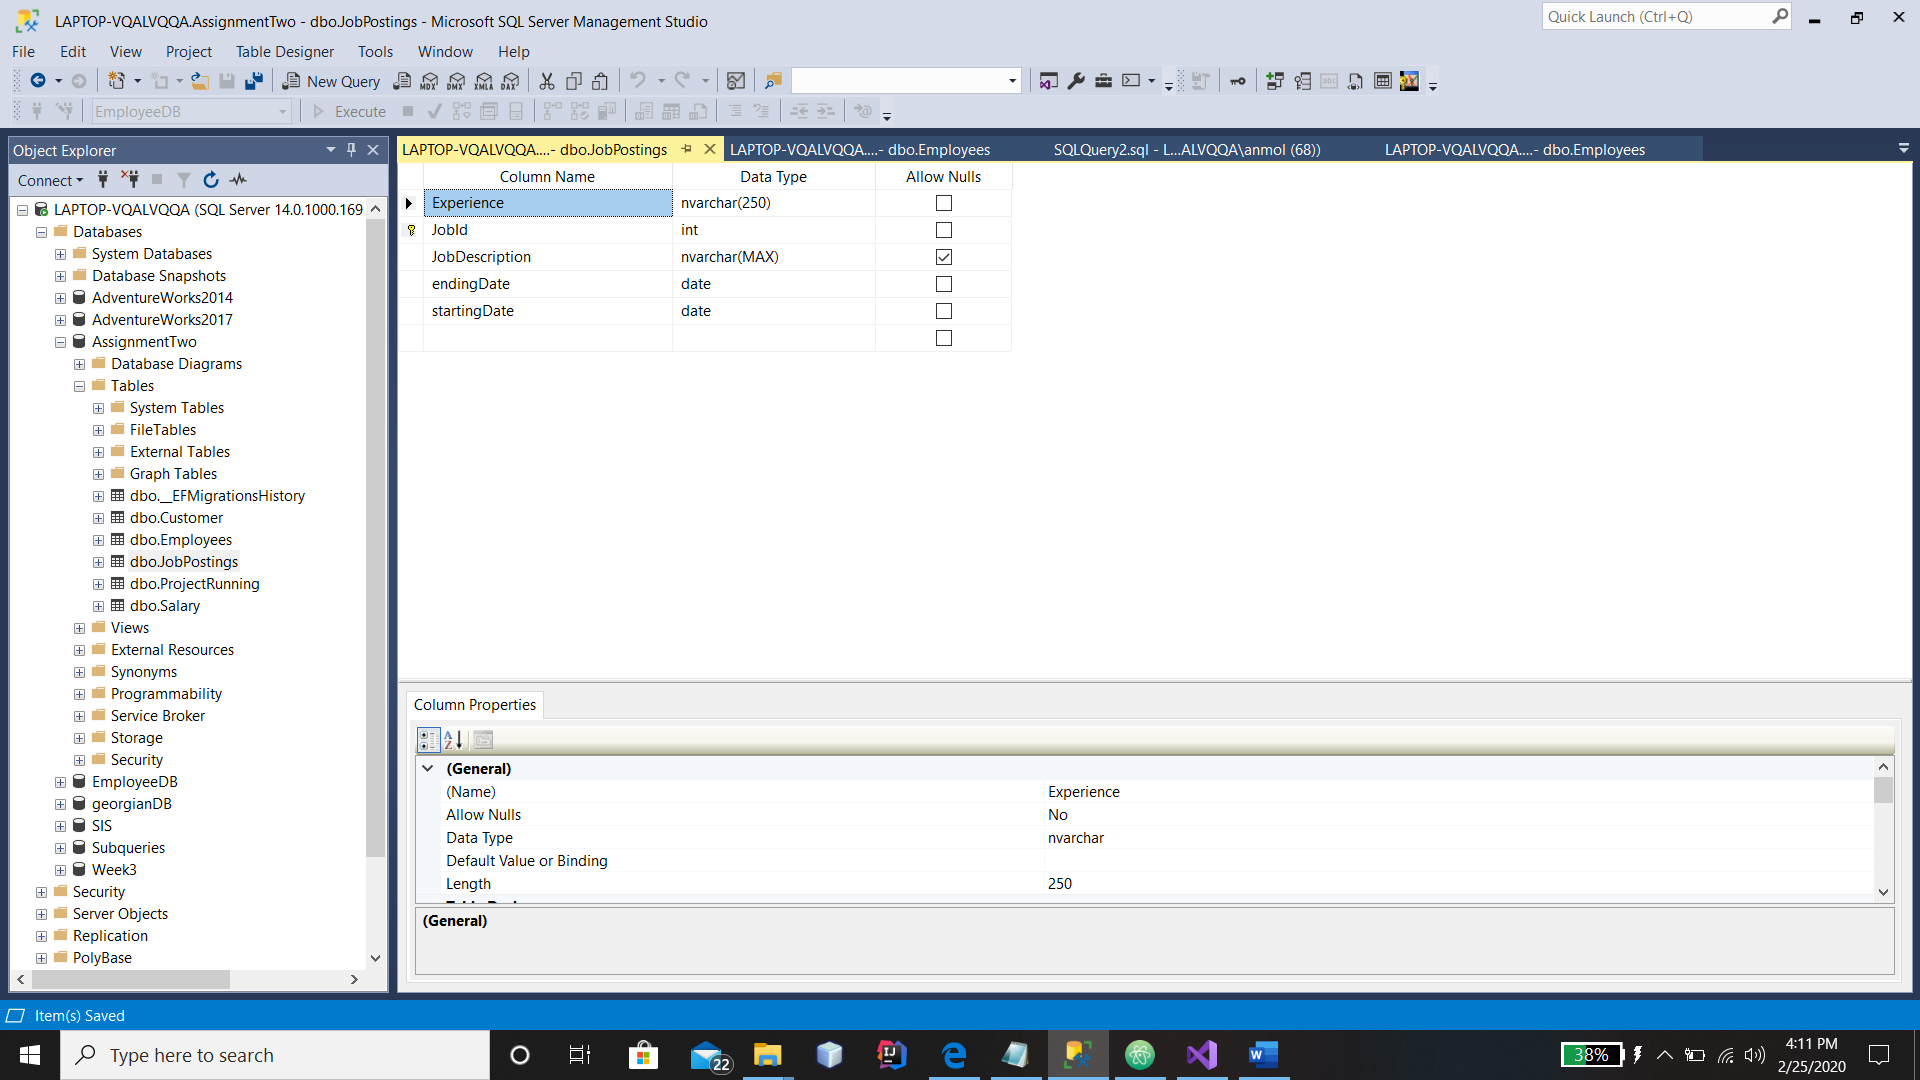 LAPTOP-VQALVQQA.AssignmentTwo - dbo.JobPostings - Microsoft SQL Server Management Studio
Quick Launch (Ctrl+Q)
File Edit View Project Table Designer Tools Window Help
New Query
MDX DMX XMLA DAX
EmployeeDB
Execute
Object Explorer
Connect
LAPTOP-VQALVQQA (SQL Server 14.0.1000.169
Databases
System Databases
Database Snapshots
AdventureWorks2014
AdventureWorks2017
AssignmentTwo
Database Diagrams
Tables
System Tables
FileTables
External Tables
Graph Tables
dbo.__EFMigrationsHistory
dbo.Customer
dbo.Employees
dbo.JobPostings
dbo.ProjectRunning
dbo.Salary
Views
External Resources
Synonyms
Programmability
Service Broker
Storage
Security
EmployeeDB
georgianDB
SIS
Subqueries
Week3
Security
Server Objects
Replication
PolyBase
LAPTOP-VQALVQQA....- dbo.JobPostings
LAPTOP-VQALVQQA....- dbo.Employees
SQLQuery2.sql - L...ALVQQA\anmol (68))
LAPTOP-VQALVQQA....- dbo.Employees
Column Name Data Type Allow Nulls
Experience nvarchar(250)
JobId int
JobDescription nvarchar(MAX)
endingDate date
startingDate date
Column Properties
(General)
(Name) Experience
Allow Nulls No
Data Type nvarchar
Default Value or Binding
Length 250
(General)
Item(s) Saved
Type here to search
22
38%
4:11 PM
2/25/2020